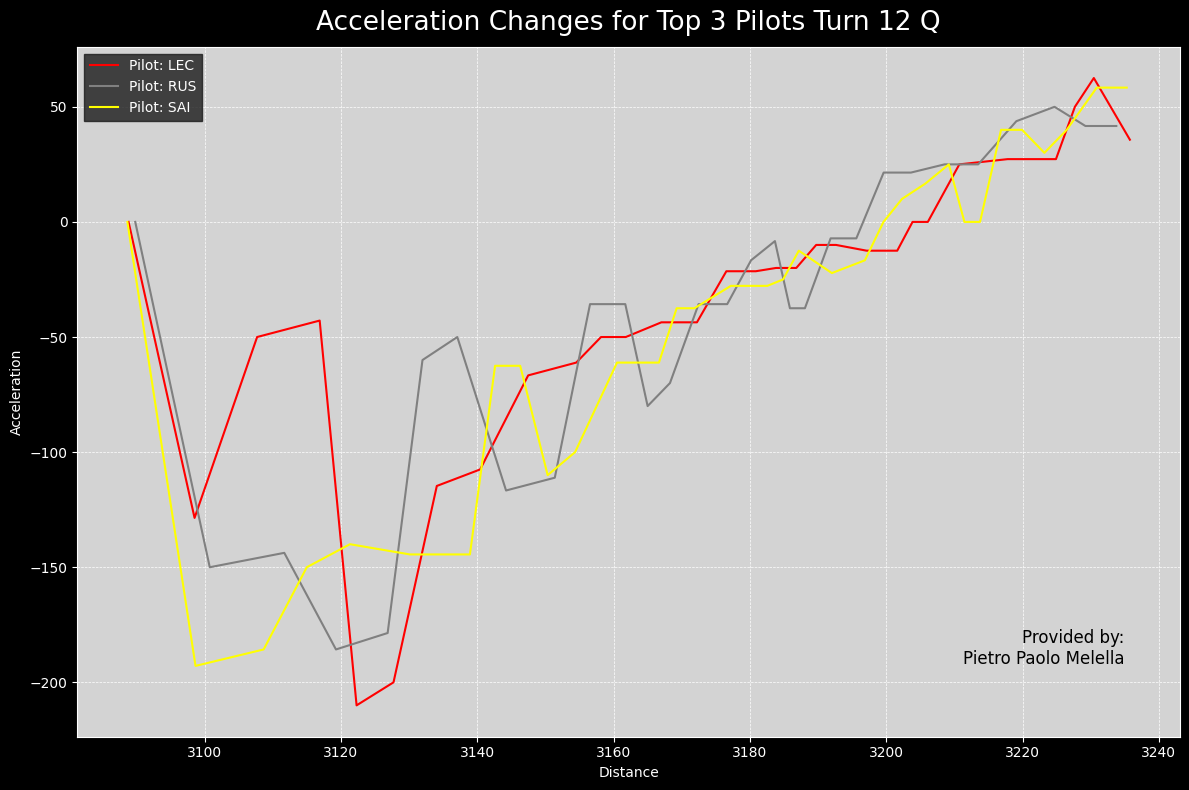 Acceleration Changes for Top 3 Pilots Turn 12 Q
Pilot: LEC
Pilot: RUS
Pilot: SAI
50
0
−50
−100
−150
−200
Acceleration
Provided by:
Pietro Paolo Melella
3100 3120 3140 3160 3180 3200 3220 3240
Distance